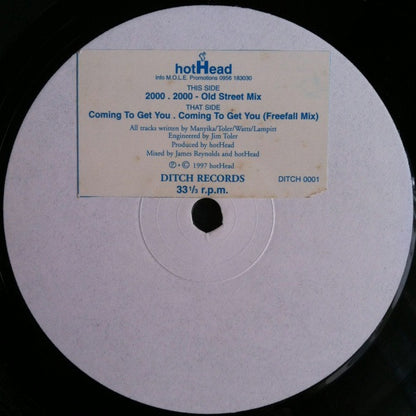 hotHead
info M.O.L.E. Promotions 0956 183030
THIS SIDE
2000 . 2000 - Old Street Mix
THAT SIDE
Coming To Get You . Coming To Get You (Freefall Mix)
All tracks written by Manyika/Toler/Watts/Lampitt
Engineered by Jim Toler
Produced by hotHead
Mixed by James Reynolds and hotHead
℗ • © 1997 hotHead
DITCH RECORDS DITCH 0001
33 1/3 r.p.m.